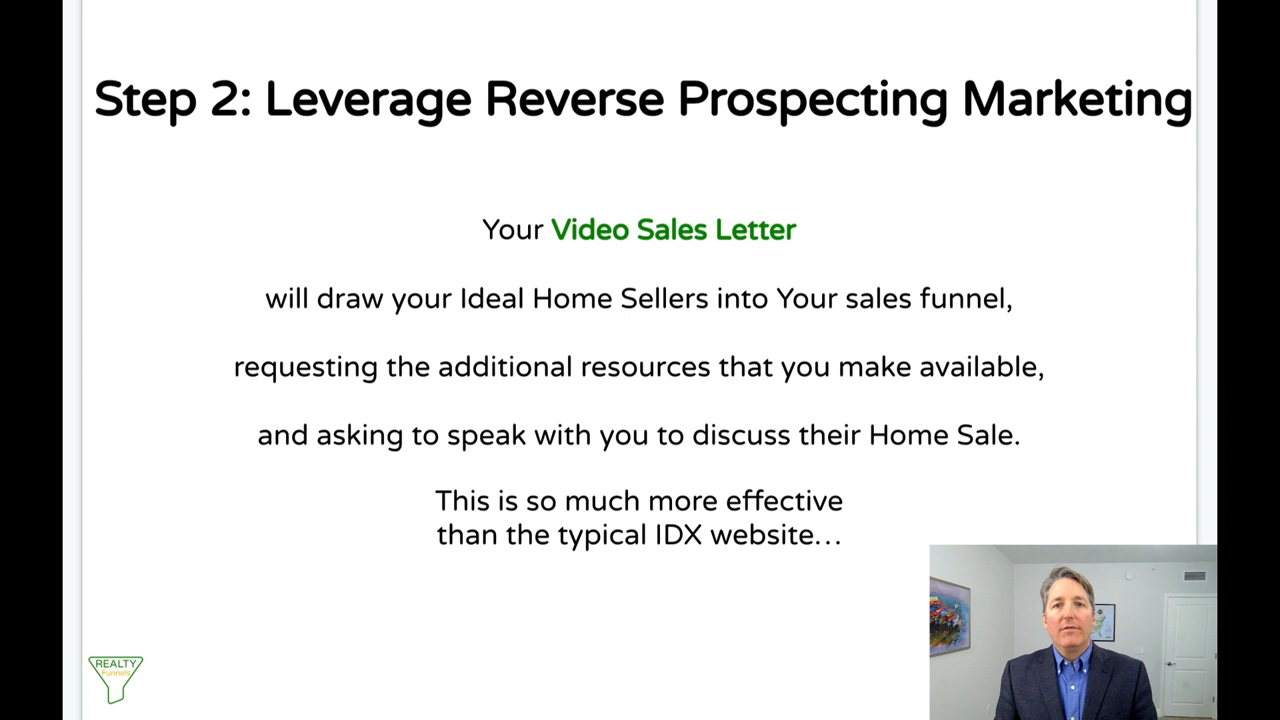 Step 2: Leverage Reverse Prospecting Marketing
Your Video Sales Letter
will draw your Ideal Home Sellers into Your sales funnel,
requesting the additional resources that you make available,
and asking to speak with you to discuss their Home Sale.
This is so much more effective
than the typical IDX website…
REALTY
Funnels